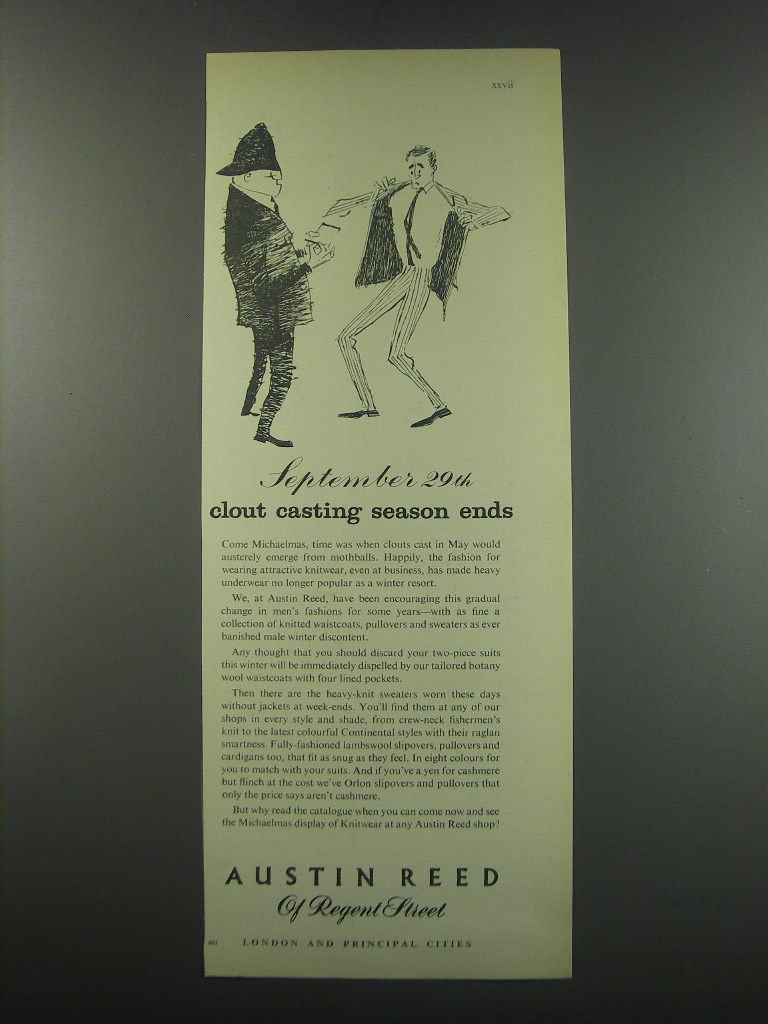 XXVII
September 29th
clout casting season ends
Come Michaelmas, time was when clouts cast in May would
austerely emerge from mothballs. Happily, the fashion for
wearing attractive knitwear, even at business, has made heavy
underwear no longer popular as a winter resort.
We, at Austin Reed, have been encouraging this gradual
change in men's fashions for some years—with as fine a
collection of knitted waistcoats, pullovers and sweaters as ever
banished male winter discontent.
Any thought that you should discard your two-piece suits
this winter will be immediately dispelled by our tailored botany
wool waistcoats with four lined pockets.
Then there are the heavy-knit sweaters worn these days
without jackets at week-ends. You'll find them at any of our
shops in every style and shade, from crew-neck fishermen's
knit to the latest colourful Continental styles with their raglan
smartness. Fully-fashioned lambswool slipovers, pullovers and
cardigans too, that fit as snug as they feel. In eight colours for
you to match with your suits. And if you've a yen for cashmere
but flinch at the cost we've Orlon slipovers and pullovers that
only the price says aren't cashmere.
But why read the catalogue when you can come now and see
the Michaelmas display of Knitwear at any Austin Reed shop?
AUSTIN REED
Of Regent Street
LONDON AND PRINCIPAL CITIES